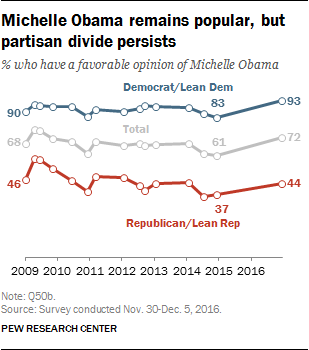 Michelle Obama remains popular, but
partisan divide persists
% who have a favorable opinion of Michelle Obama
Democrat/Lean Dem
90
83
93
Total
68
61
72
46
37
44
Republican/Lean Rep
2009 2010 2011 2012 2013 2014 2015 2016
Note: Q50b.
Source: Survey conducted Nov. 30-Dec. 5, 2016.
PEW RESEARCH CENTER